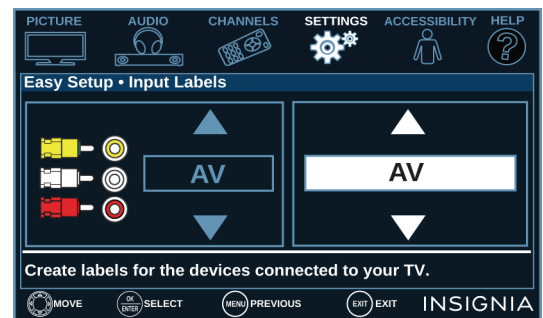 PICTURE AUDIO CHANNELS SETTINGS ACCESSIBILITY HELP
?
Easy Setup • Input Labels
AV AV
Create labels for the devices connected to your TV.
MOVE OK ENTER SELECT MENU PREVIOUS EXIT EXIT INSIGNIA